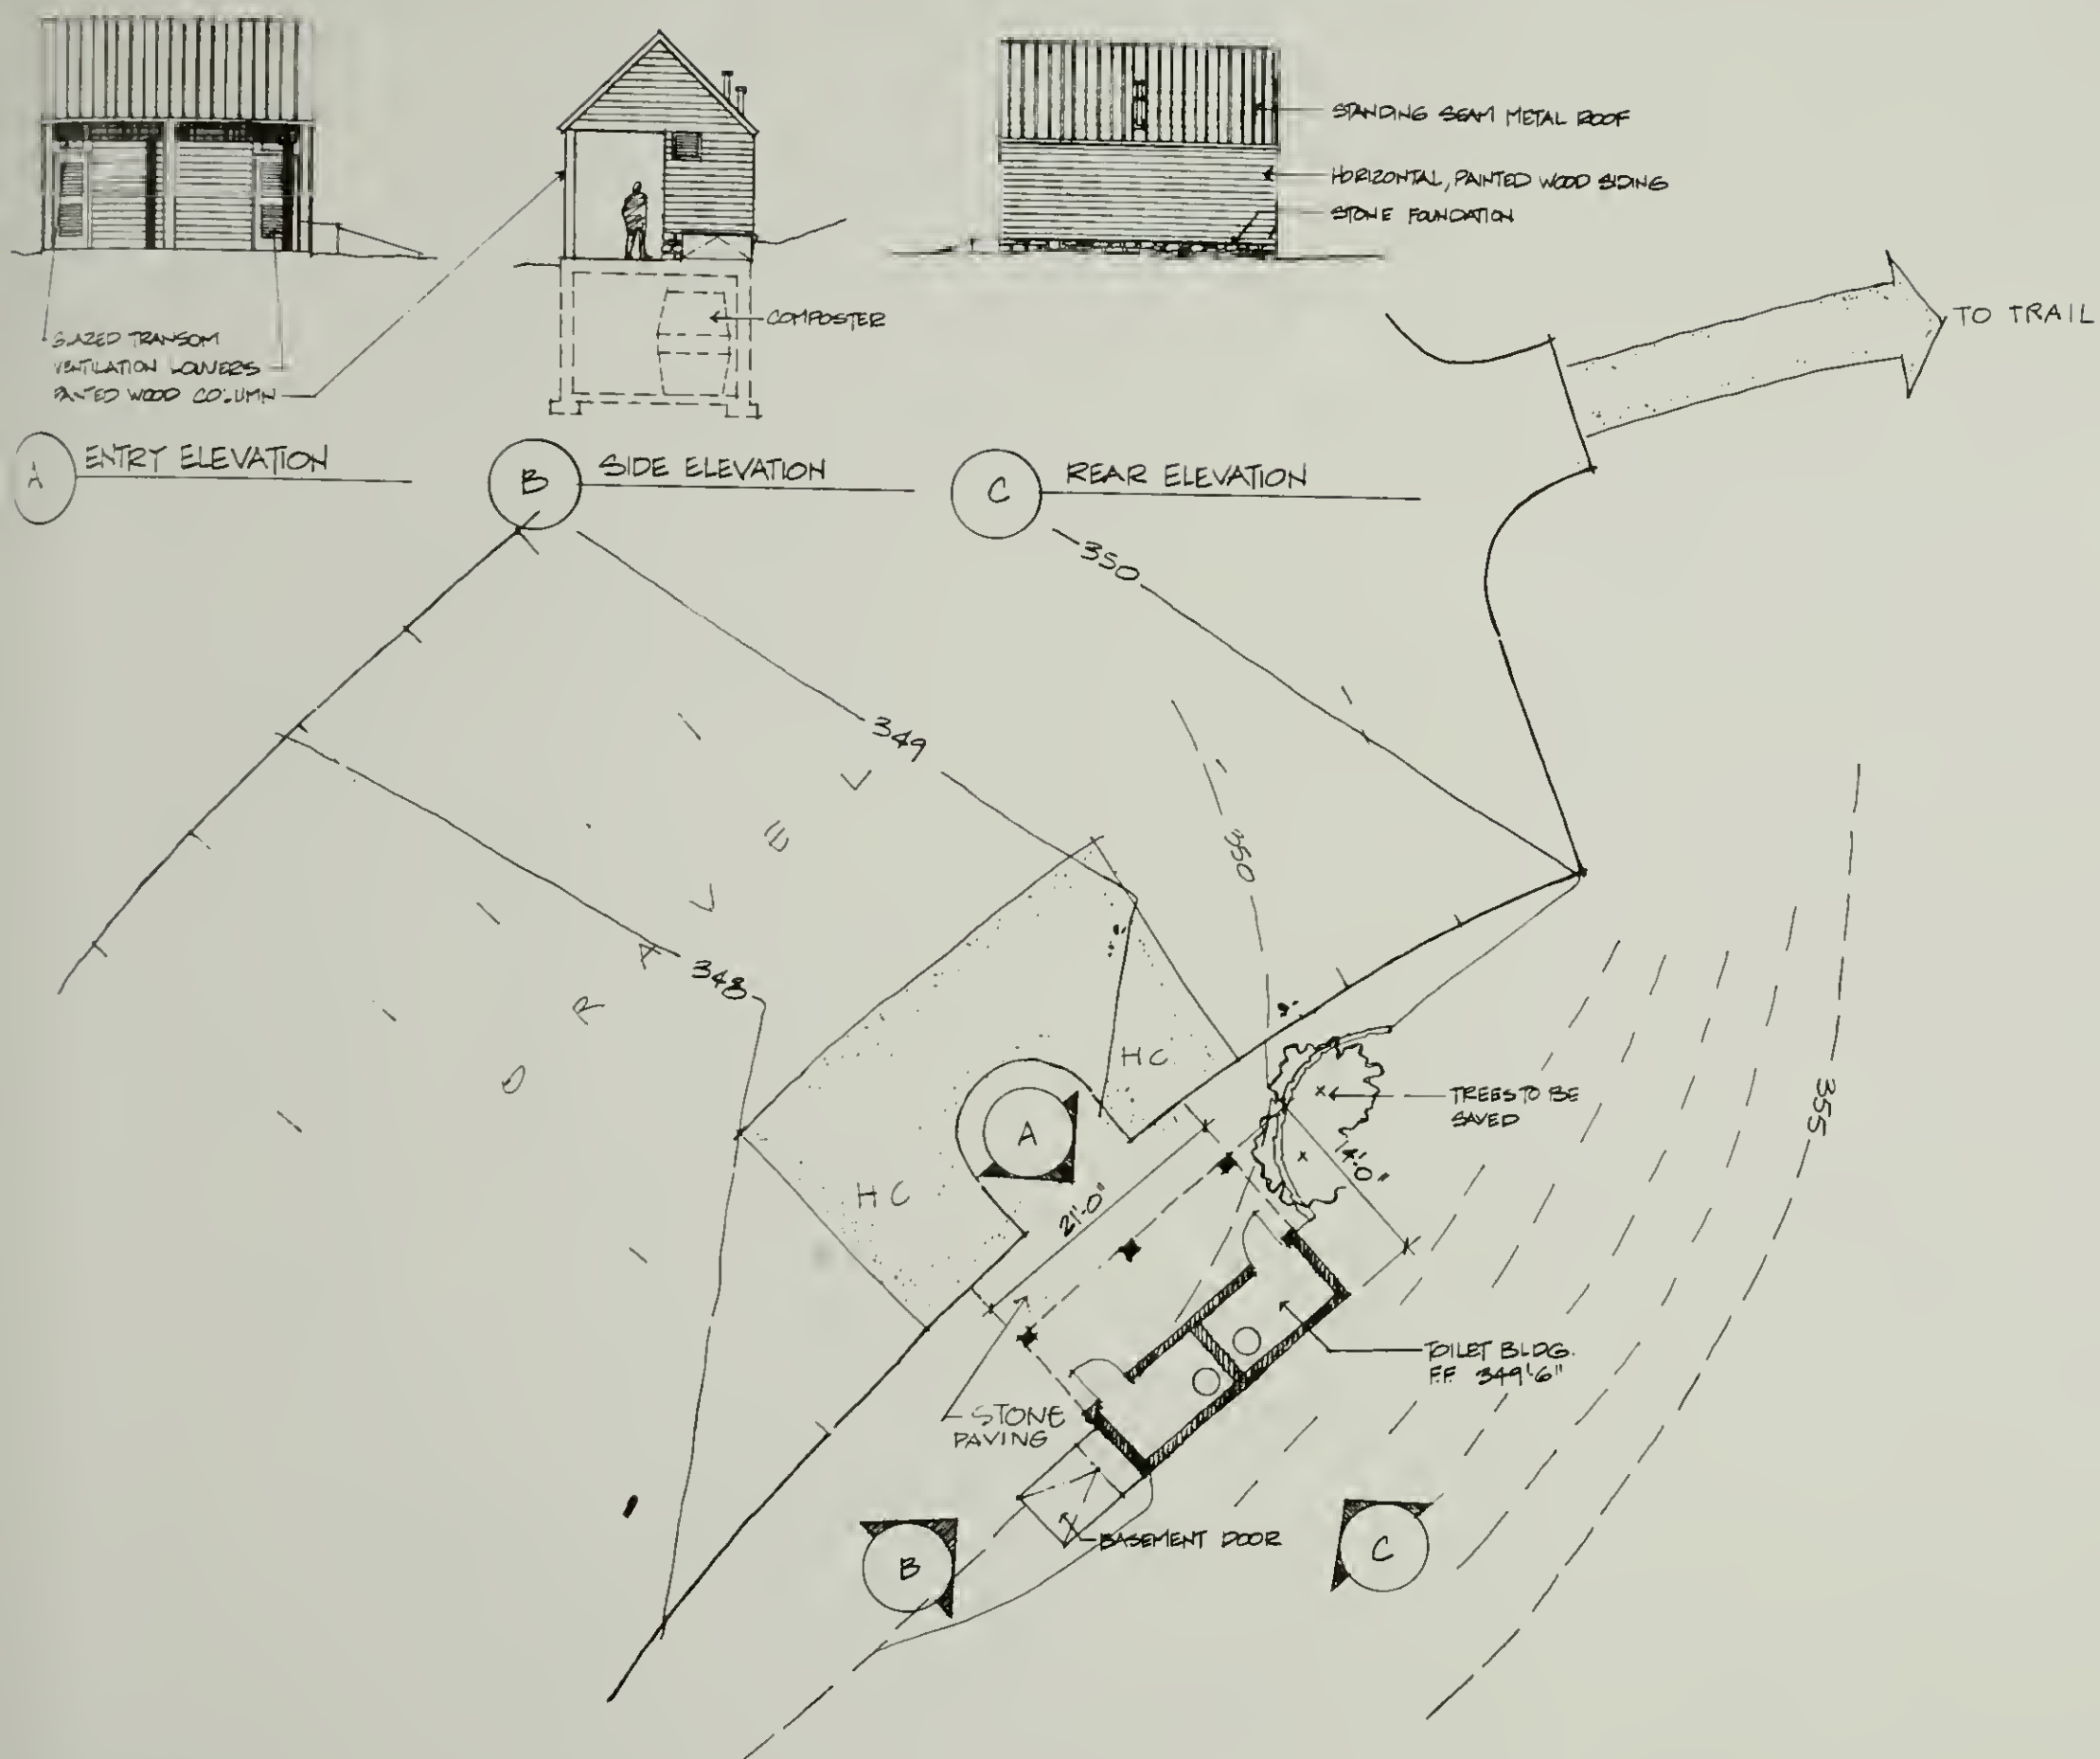 STANDING SEAM METAL ROOF
HORIZONTAL, PAINTED WOOD SIDING
STONE FOUNDATION
GLAZED TRANSOM
VENTILATION LOUVERS
PAINTED WOOD COLUMN
COMPOSTER
TO TRAIL
A ENTRY ELEVATION
B SIDE ELEVATION
C REAR ELEVATION
350
349
GRAVEL
350
348
355
HC
HC
A
TREES TO BE
SAVED
14'-0"
21'-0"
TOILET BLDG.
F.F. 349'6"
STONE
PAVING
BASEMENT DOOR
B
C